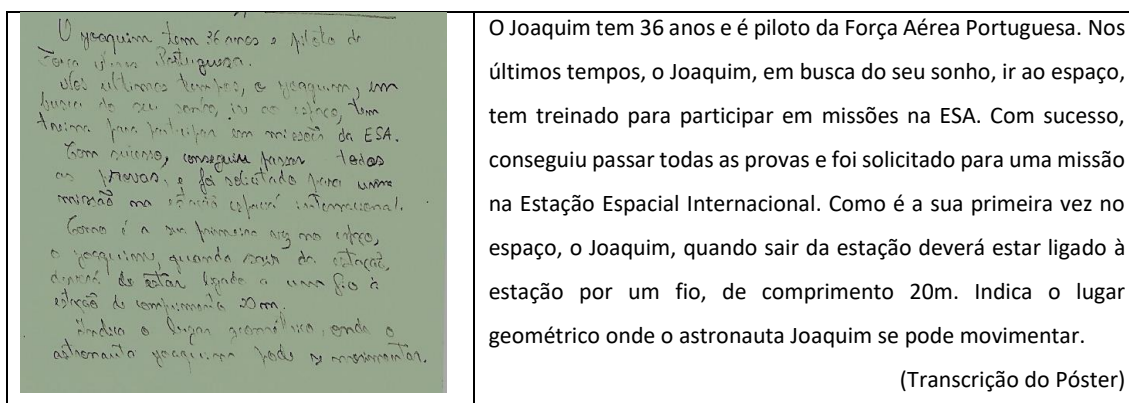 O joaquim tem 36 anos e piloto da
Força Aérea Portuguesa.
Nos ultimos tempos, o joaquim, em
busca do seu sonho, ir ao espaço, tem
treina para participar em missões da ESA.
Com sucesso, conseguiu passar todas
as provas, e foi solicitado para uma
missão na estação espacial internacional.
Como é a sua primeira vez no espaço,
o joaquim, quando sair da estação,
deverá de estar ligado a um fio à
estação de comprimento 20m.
Indica o lugar geométrico, onde o
astronauta joaquim pode se movimentar.
O Joaquim tem 36 anos e é piloto da Força Aérea Portuguesa. Nos
últimos tempos, o Joaquim, em busca do seu sonho, ir ao espaço,
tem treinado para participar em missões na ESA. Com sucesso,
conseguiu passar todas as provas e foi solicitado para uma missão
na Estação Espacial Internacional. Como é a sua primeira vez no
espaço, o Joaquim, quando sair da estação deverá estar ligado à
estação por um fio, de comprimento 20m. Indica o lugar
geométrico onde o astronauta Joaquim se pode movimentar.
(Transcrição do Póster)